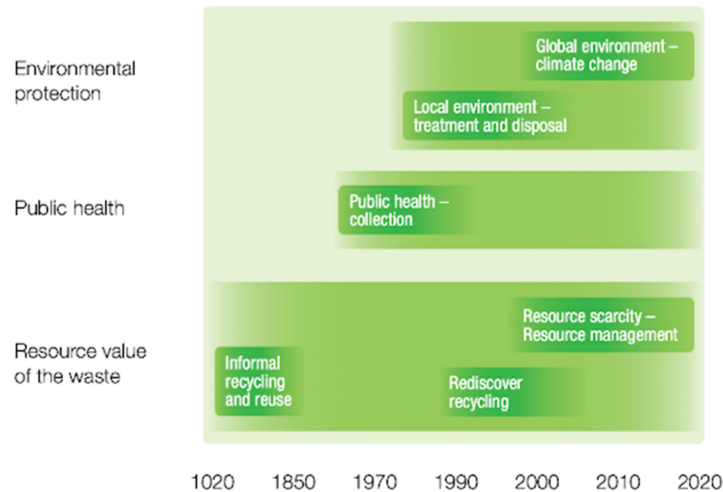 Environmental
protection
Global environment –
climate change
Local environment –
treatment and disposal
Public health
Public health –
collection
Resource value
of the waste
Resource scarcity –
Resource management
Informal
recycling
and reuse
Rediscover
recycling
1020 1850 1970 1990 2000 2010 2020